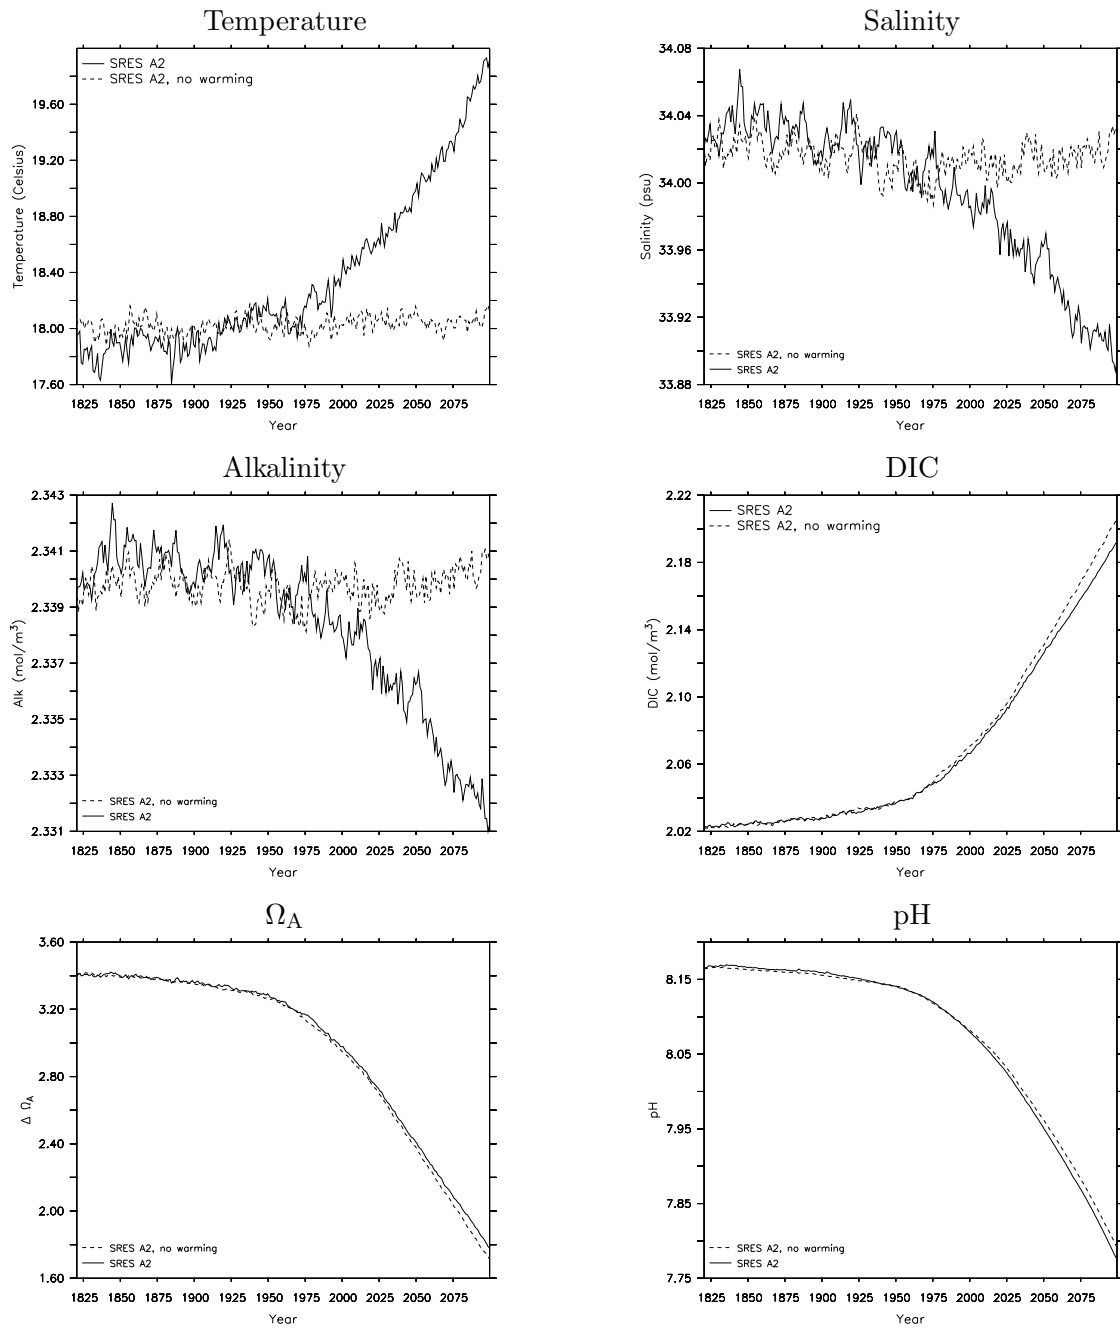 Temperature
SRES A2
SRES A2, no warming
Temperature (Celsius)
19.60
19.20
18.80
18.40
18.00
17.60
1825 1850 1875 1900 1925 1950 1975 2000 2025 2050 2075
Year
Salinity
Salinity (psu)
34.08
34.04
34.00
33.96
33.92
33.88
SRES A2, no warming
SRES A2
1825 1850 1875 1900 1925 1950 1975 2000 2025 2050 2075
Year
Alkalinity
Alk (mol/m³)
2.343
2.341
2.339
2.337
2.335
2.333
2.331
SRES A2, no warming
SRES A2
1825 1850 1875 1900 1925 1950 1975 2000 2025 2050 2075
Year
DIC
SRES A2
SRES A2, no warming
DIC (mol/m³)
2.22
2.18
2.14
2.10
2.06
2.02
1825 1850 1875 1900 1925 1950 1975 2000 2025 2050 2075
Year
Ω_A
Δ Ω_A
3.60
3.20
2.80
2.40
2.00
1.60
SRES A2, no warming
SRES A2
1825 1850 1875 1900 1925 1950 1975 2000 2025 2050 2075
Year
pH
pH
8.15
8.05
7.95
7.85
7.75
SRES A2, no warming
SRES A2
1825 1850 1875 1900 1925 1950 1975 2000 2025 2050 2075
Year